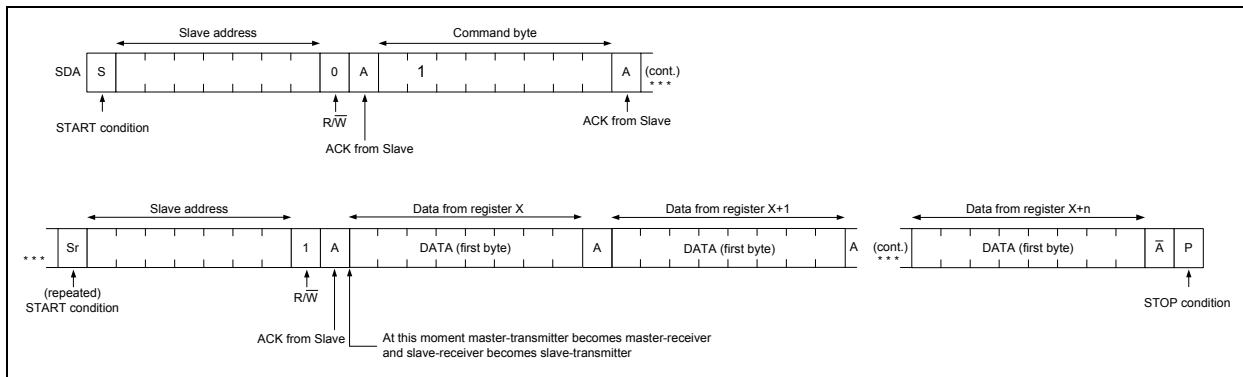 Slave address Command byte
SDA S 0 A 1 A (cont.)
* * *
START condition R/W̅ ACK from Slave
ACK from Slave
Slave address Data from register X Data from register X+1 Data from register X+n
* * * Sr 1 A DATA (first byte) A DATA (first byte) A (cont.) * * * DATA (first byte) A̅ P
(repeated)
START condition R/W̅ STOP condition
ACK from Slave At this moment master-transmitter becomes master-receiver
and slave-receiver becomes slave-transmitter